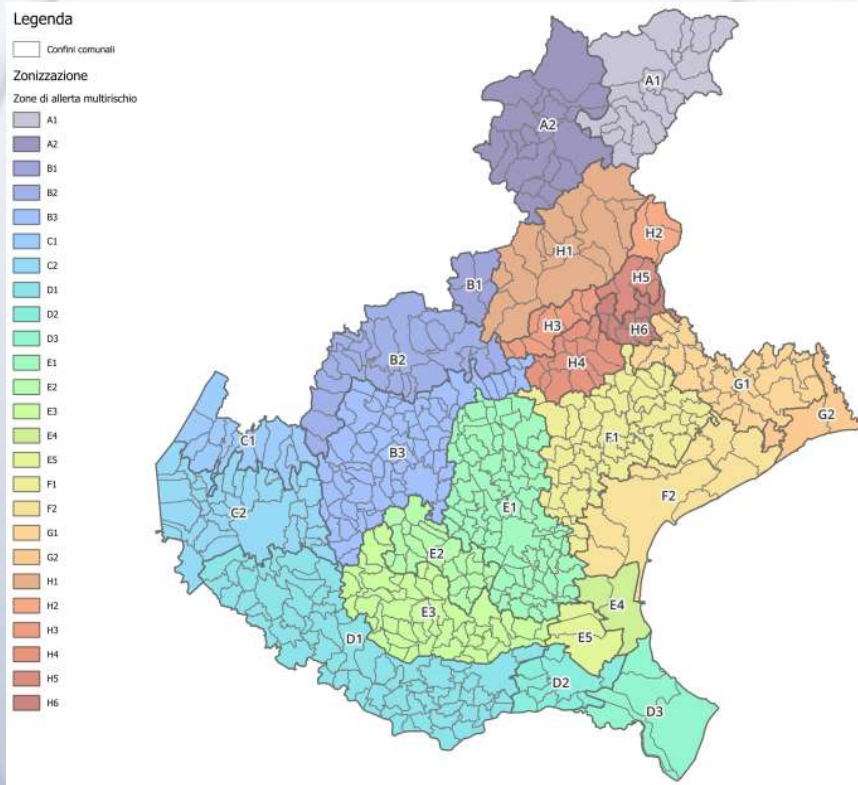 Legenda
Confini comunali
Zonizzazione
Zone di allerta multirischio
A1
A2
B1
B2
B3
C1
C2
D1
D2
D3
E1
E2
E3
E4
E5
F1
F2
G1
G2
H1
H2
H3
H4
H5
H6
A1
A2
H2
H1
H5
B1
H3
H6
B2
H4
G1
G2
F1
C1
B3
F2
E1
C2
E2
E4
E3
E5
D1
D2
D3